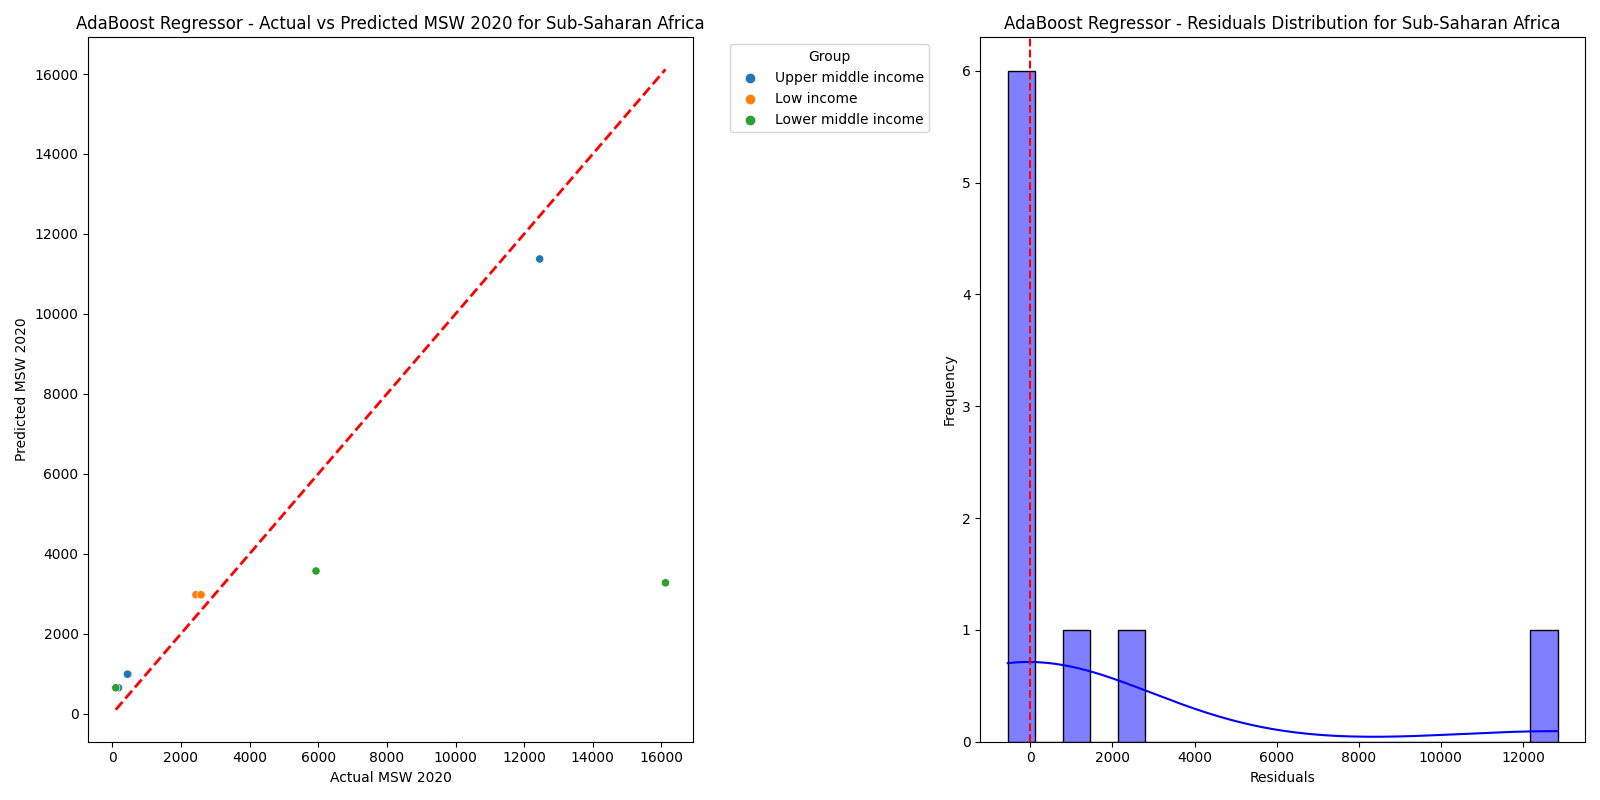 AdaBoost Regressor - Actual vs Predicted MSW 2020 for Sub-Saharan Africa
16000
14000
12000
10000
8000
6000
4000
2000
0
Predicted MSW 2020
0 2000 4000 6000 8000 10000 12000 14000 16000
Actual MSW 2020
Group
Upper middle income
Low income
Lower middle income
AdaBoost Regressor - Residuals Distribution for Sub-Saharan Africa
6
5
4
3
2
1
0
Frequency
0 2000 4000 6000 8000 10000 12000
Residuals